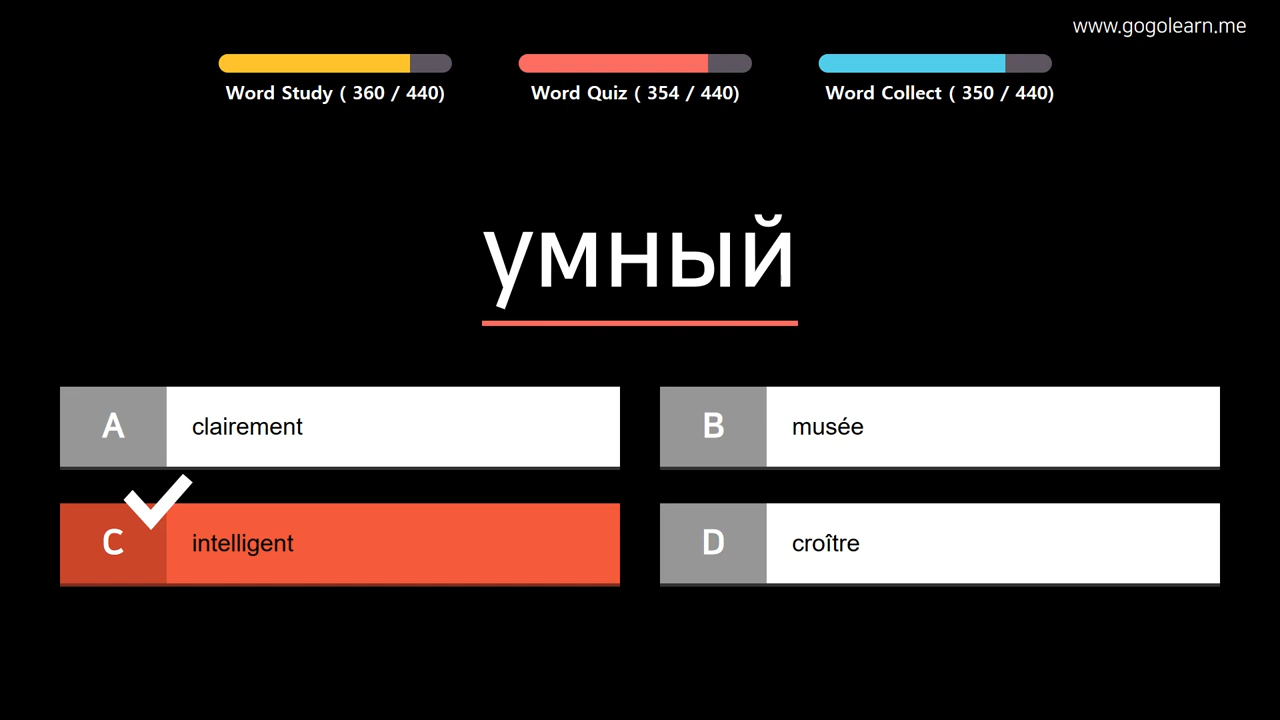 www.gogolearn.me
Word Study ( 360 / 440)
Word Quiz ( 354 / 440)
Word Collect ( 350 / 440)
умный
A clairement
B musée
C intelligent
D croître